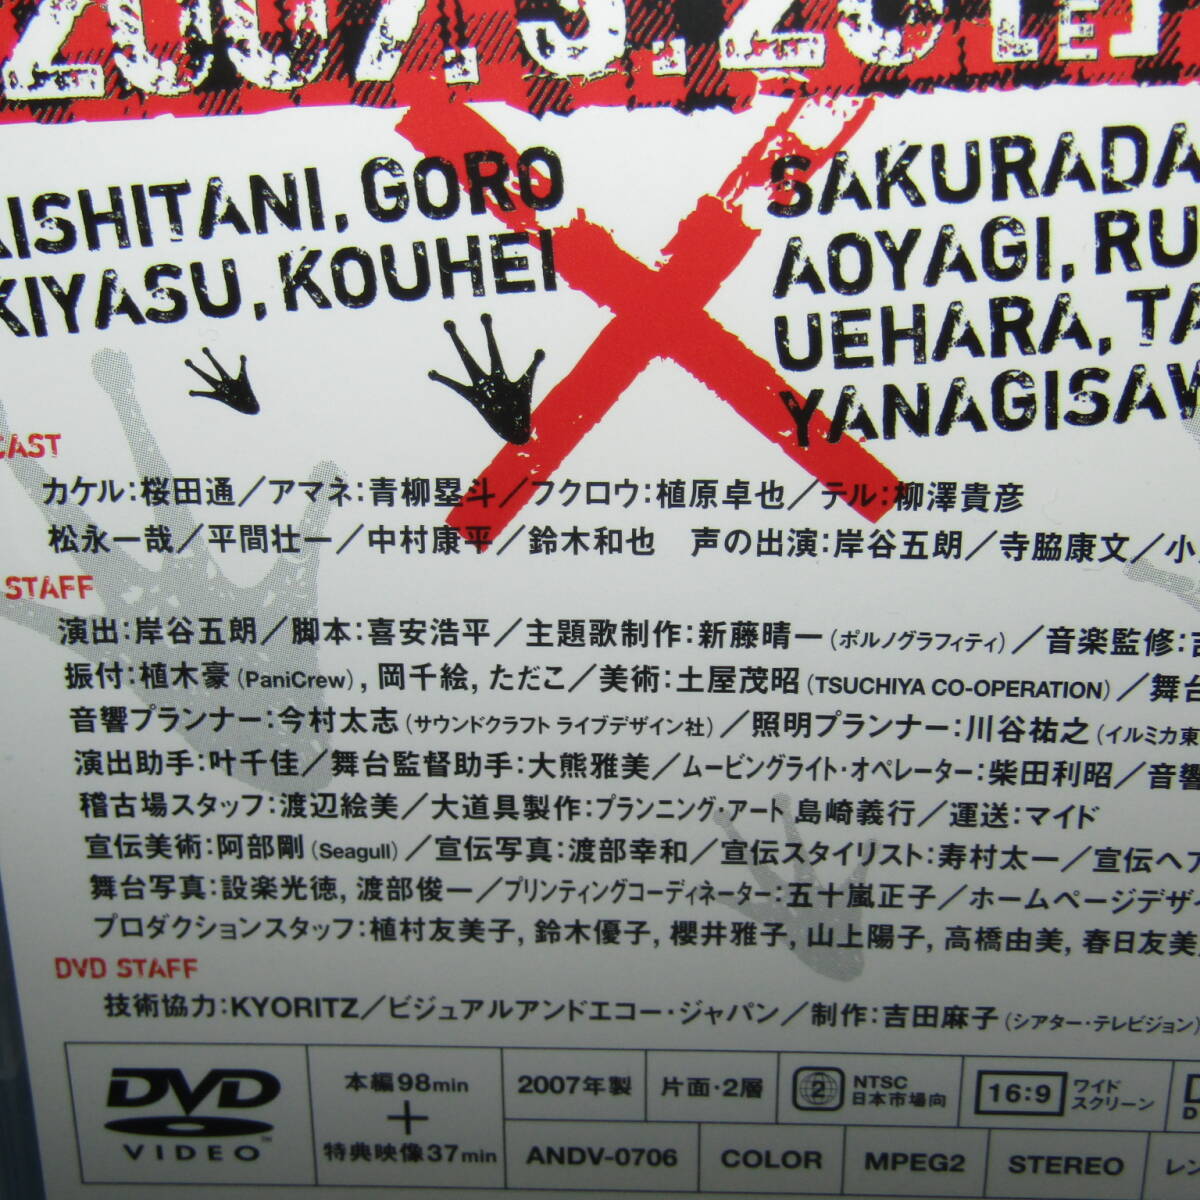 2007.5.20
KISHITANI, GORO
KIYASU, KOUHEI
SAKURADA
AOYAGI, RU
UEHARA, TA
YANAGISAW
CAST
カケル:桜田通／アマネ:青柳塁斗／フクロウ:植原卓也／テル:柳澤貴彦
松永一哉／平間壮一／中村康平／鈴木和也 声の出演:岸谷五朗／寺脇康文／小
STAFF
演出:岸谷五朗／脚本:喜安浩平／主題歌制作:新藤晴一(ポルノグラフィティ)／音楽監修:
振付:植木豪(PaniCrew), 岡千絵, ただこ／美術:土屋茂昭(TSUCHIYA CO-OPERATION)／舞台
音響プランナー:今村太志(サウンドクラフト ライブデザイン社)／照明プランナー:川谷祐之(イルミカ東
演出助手:叶千佳／舞台監督助手:大熊雅美／ムービングライト・オペレーター:柴田利昭／音響
稽古場スタッフ:渡辺絵美／大道具製作:プランニング・アート 島崎義行／運送:マイド
宣伝美術:阿部剛(Seagull)／宣伝写真:渡部幸和／宣伝スタイリスト:寿村太一／宣伝ヘア
舞台写真:設楽光徳, 渡部俊一／プリンティングコーディネーター:五十嵐正子／ホームページデザ
プロダクションスタッフ:植村友美子, 鈴木優子, 櫻井雅子, 山上陽子, 高橋由美, 春日友美,
DVD STAFF
技術協力:KYORITZ／ビジュアルアンドエコー・ジャパン／制作:吉田麻子(シアター・テレビジョン)
DVD VIDEO™
本編98min
+
特典映像37min
2007年製
片面・2層
2
NTSC
日本市場向
16:9
ワイド
スクリーン
ANDV-0706
COLOR
MPEG2
STEREO
レン